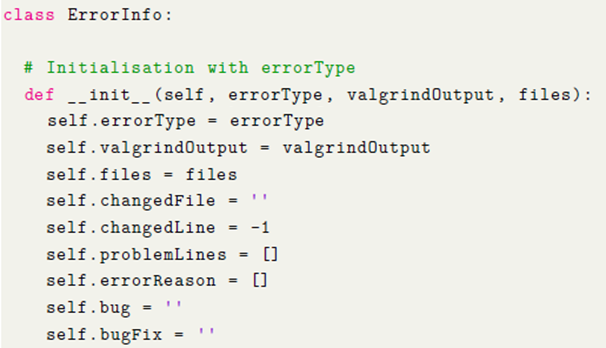 class ErrorInfo:
# Initialisation with errorType
def __init__(self, errorType, valgrindOutput, files):
self.errorType = errorType
self.valgrindOutput = valgrindOutput
self.files = files
self.changedFile = ''
self.changedLine = -1
self.problemLines = []
self.errorReason = []
self.bug = ''
self.bugFix = ''